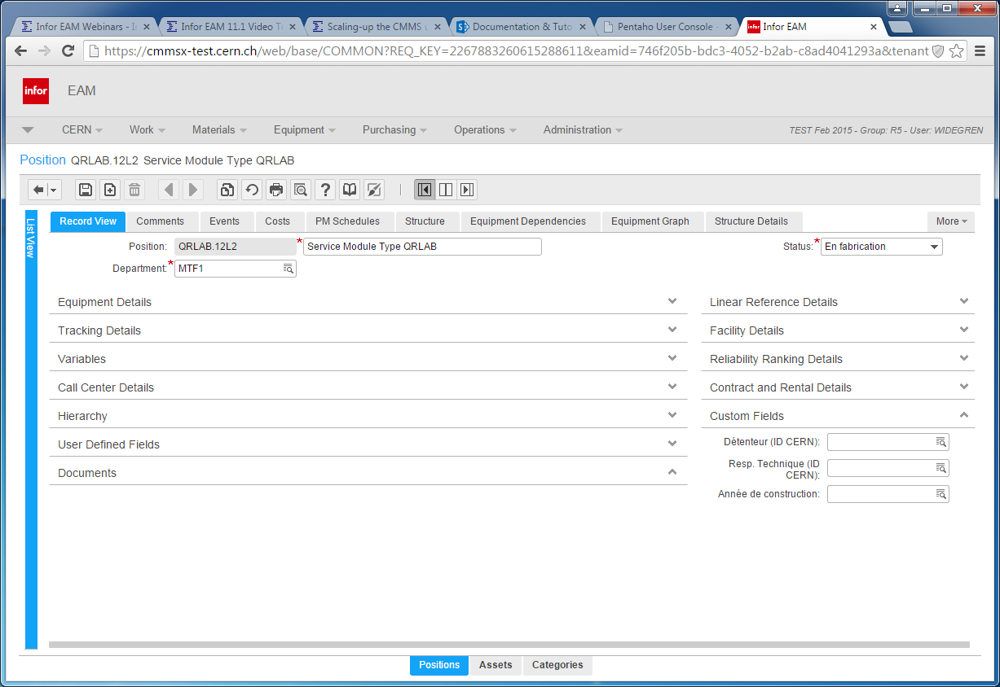 Infor EAM Webinars - I
Infor EAM 11.1 Video T
Scaling-up the CMMS u
Documentation & Tuto
Pentaho User Console -
infor Infor EAM
https://cmmsx-test.cern.ch/web/base/COMMON?REQ_KEY=2267883260615288611&eamid=746f205b-bdc3-4052-b2ab-c8ad4041293a&tenant
infor EAM
CERN Work Materials Equipment Purchasing Operations Administration TEST Feb 2015 - Group: R5 - User: WIDEGREN
Position QRLAB.12L2 Service Module Type QRLAB
List View
Record View Comments Events Costs PM Schedules Structure Equipment Dependencies Equipment Graph Structure Details More
Position: QRLAB.12L2 * Service Module Type QRLAB Status: * En fabrication
Department: * MTF1
Equipment Details
Tracking Details
Variables
Call Center Details
Hierarchy
User Defined Fields
Documents
Linear Reference Details
Facility Details
Reliability Ranking Details
Contract and Rental Details
Custom Fields
Détenteur (ID CERN):
Resp. Technique (ID
CERN):
Année de construction:
Positions Assets Categories